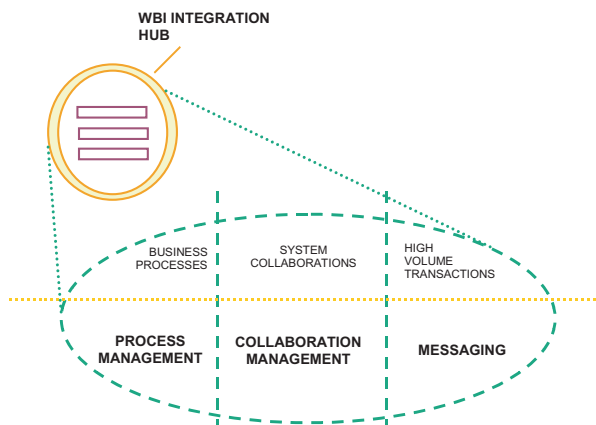 WBI INTEGRATION
HUB
BUSINESS
PROCESSES
SYSTEM
COLLABORATIONS
HIGH
VOLUME
TRANSACTIONS
PROCESS
MANAGEMENT
COLLABORATION
MANAGEMENT
MESSAGING